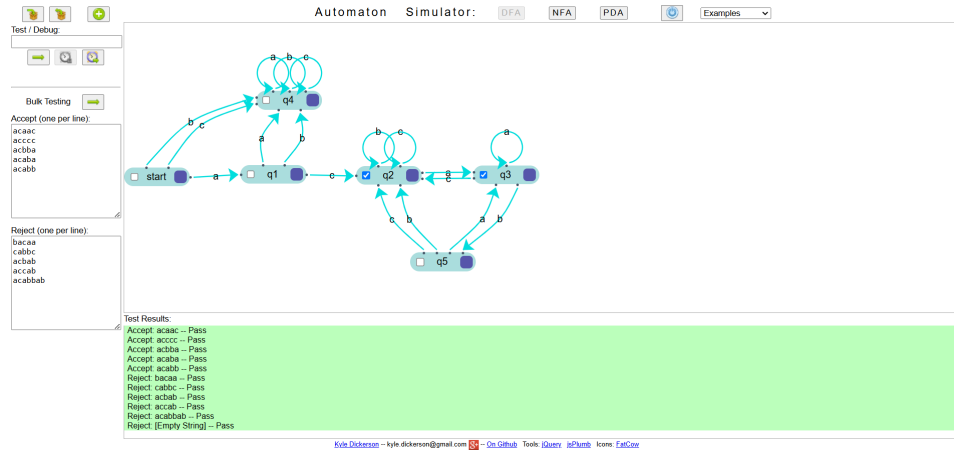 Automaton Simulator: DFA NFA PDA Examples
Test / Debug:
Bulk Testing
Accept (one per line):
acaac
acccc
acbba
acaba
acabb
Reject (one per line):
bacaa
cabbc
acbab
accab
acabbab
a b c
q4
b
c
a
b
start
a
q1
c
b c
q2
a
c
a
q3
c b
a b
q5
Test Results:
Accept: acaac -- Pass
Accept: acccc -- Pass
Accept: acbba -- Pass
Accept: acaba -- Pass
Accept: acabb -- Pass
Reject: bacaa -- Pass
Reject: cabbc -- Pass
Reject: acbab -- Pass
Reject: accab -- Pass
Reject: acabbab -- Pass
Reject: [Empty String] -- Pass
Kyle Dickerson -- kyle.dickerson@gmail.com g+ -- On Github Tools: jQuery jsPlumb Icons: FatCow